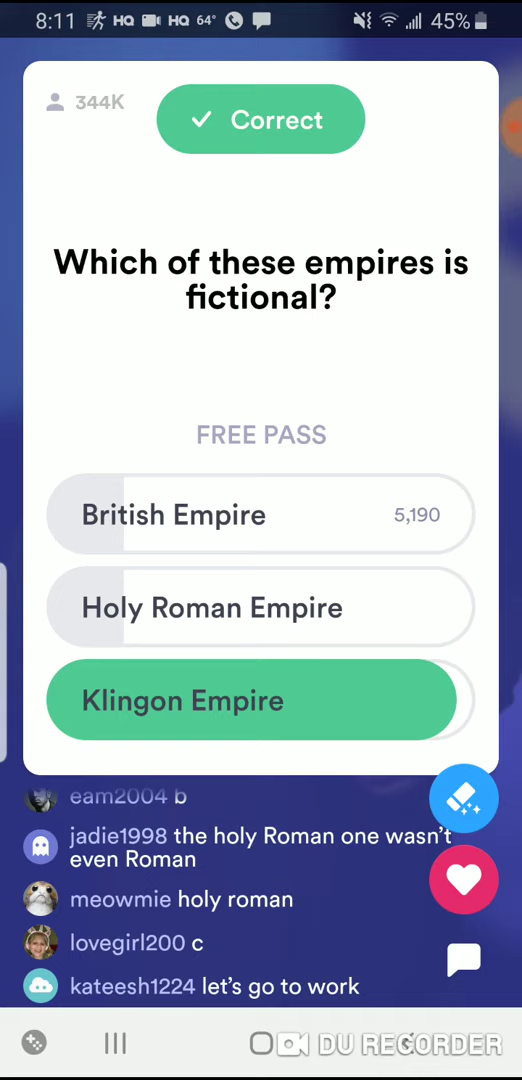 8:11 HQ HQ 64° 45%
344K
Correct
Which of these empires is
fictional?
FREE PASS
British Empire 5,190
Holy Roman Empire
Klingon Empire
eam2004 b
jadie1998 the holy Roman one wasn't
even Roman
meowmie holy roman
lovegirl200 c
kateesh1224 let's go to work
DU RECORDER